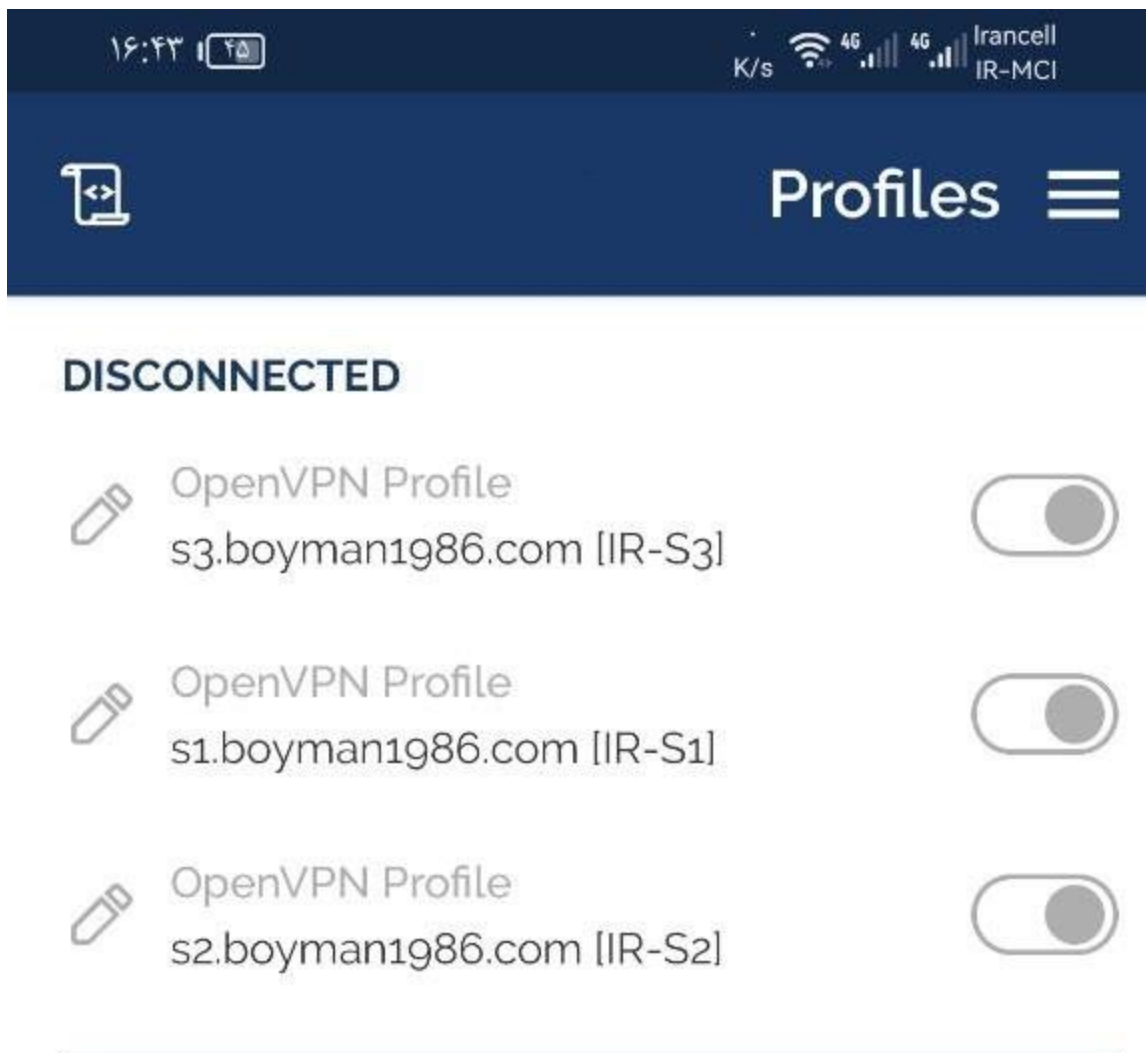 ۱۶:۴۳ ۴۵
K/s 4G 4G Irancell
IR-MCI
Profiles
DISCONNECTED
OpenVPN Profile
s3.boyman1986.com [IR-S3]
OpenVPN Profile
s1.boyman1986.com [IR-S1]
OpenVPN Profile
s2.boyman1986.com [IR-S2]